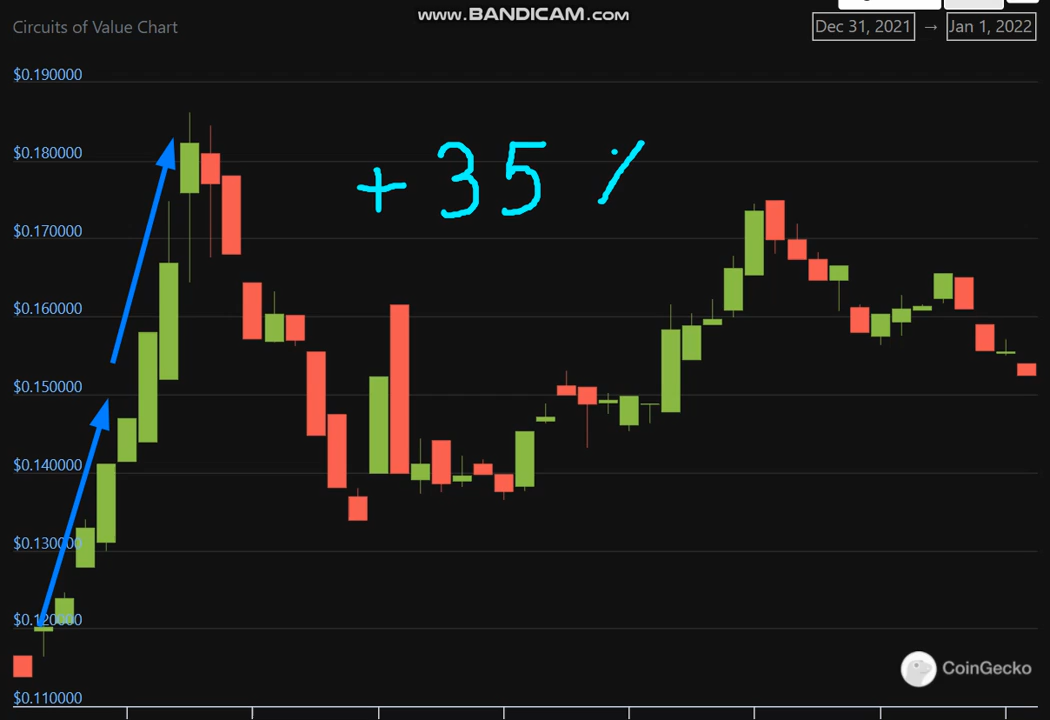 www.BANDICAM.com
Circuits of Value Chart
Dec 31, 2021 → Jan 1, 2022
$0.190000
$0.180000
+ 35 %
$0.170000
$0.160000
$0.150000
$0.140000
$0.130000
$0.120000
CoinGecko
$0.110000